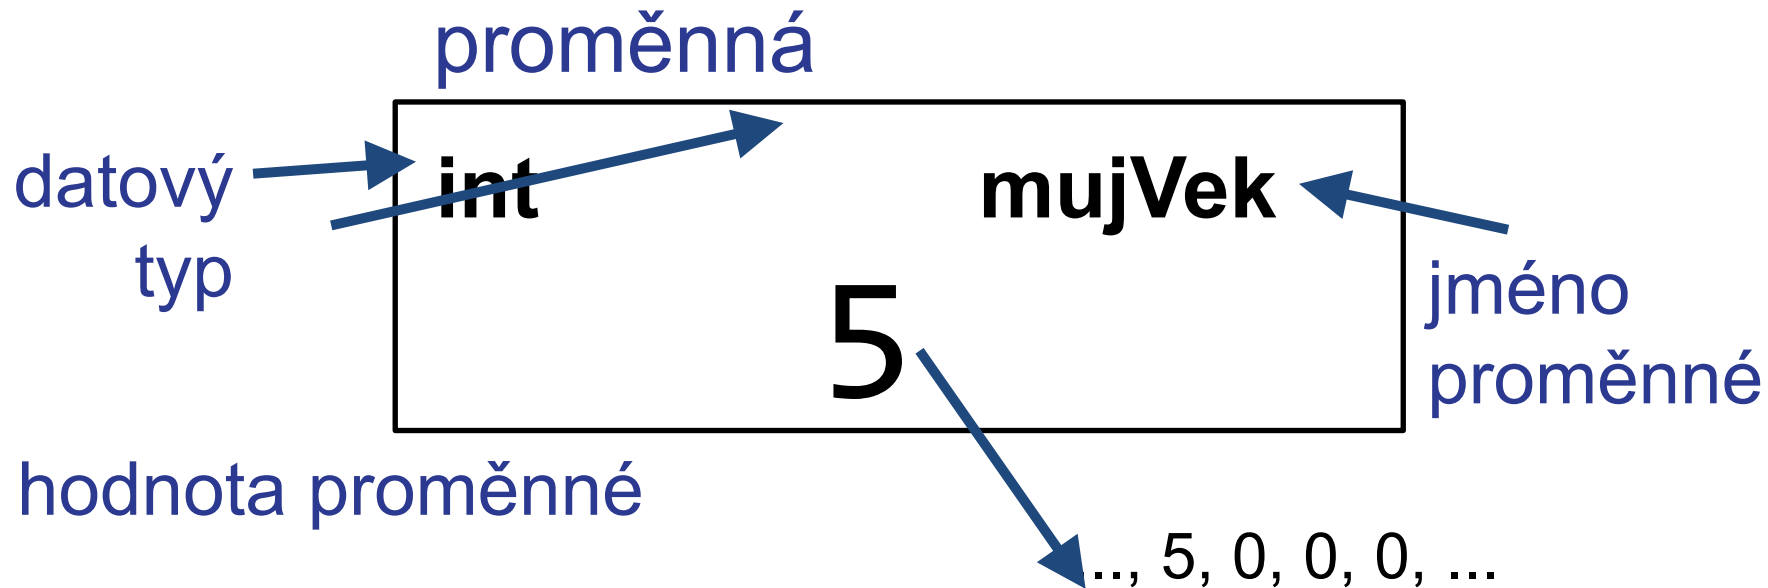 proměnná
datový
typ
int
mujVek
5
jméno
proměnné
hodnota proměnné
..., 5, 0, 0, 0, ...